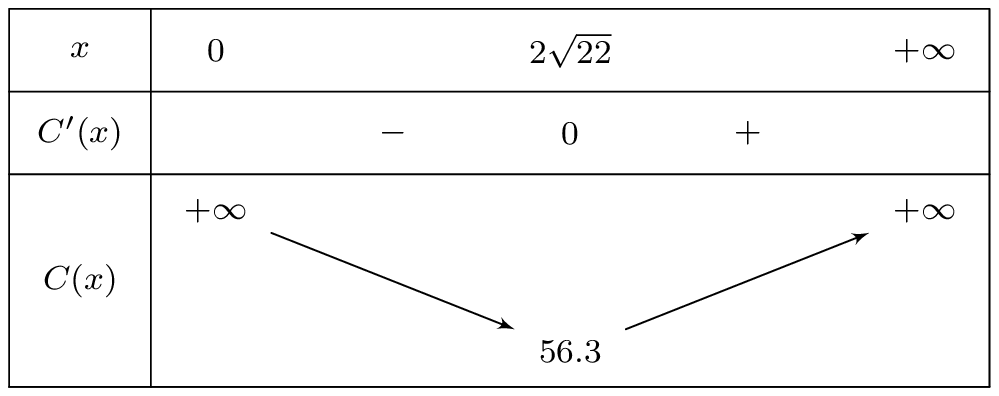 x 0 2√22 +∞
C′(x) − 0 +
+∞ +∞
C(x)
56.3